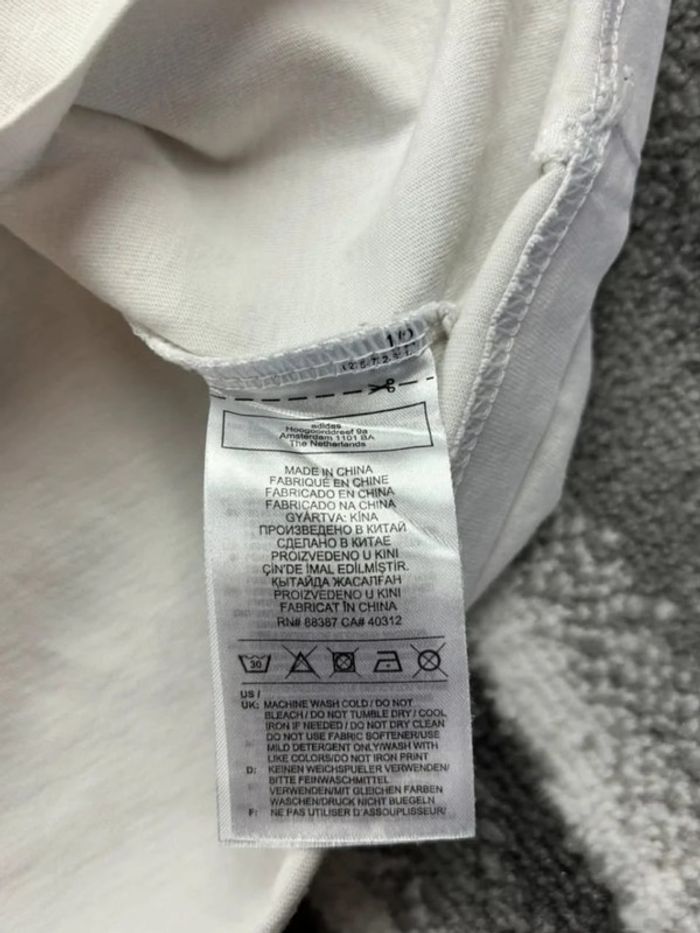 adidas
Hoogoorddreef 9a
Amsterdam 1101 BA
The Netherlands
MADE IN CHINA
FABRIQUÉ EN CHINE
FABRICADO EN CHINA
FABRICADO NA CHINA
GYÁRTVA: KÍNA
ПРОИЗВЕДЕНО В КИТАЙ
СДЕЛАНО В КИТАЕ
PROIZVEDENO U KINI
ÇİN'DE İMAL EDİLMİŞTİR.
ҚЫТАЙДА ЖАСАЛҒАН
PROIZVEDENO U KINI
FABRICAT ÎN CHINA
RN# 88387 CA# 40312
30
US /
UK: MACHINE WASH COLD / DO NOT
BLEACH / DO NOT TUMBLE DRY / COOL
IRON IF NEEDED / DO NOT DRY CLEAN
DO NOT USE FABRIC SOFTENER/USE
MILD DETERGENT ONLY/WASH WITH
LIKE COLORS/DO NOT IRON PRINT
D: KEINEN WEICHSPUELER VERWENDEN/
BITTE FEINWASCHMITTEL
VERWENDEN/MIT GLEICHEN FARBEN
WASCHEN/DRUCK NICHT BUEGELN
F: NE PAS UTILISER D'ASSOUPLISSEUR/